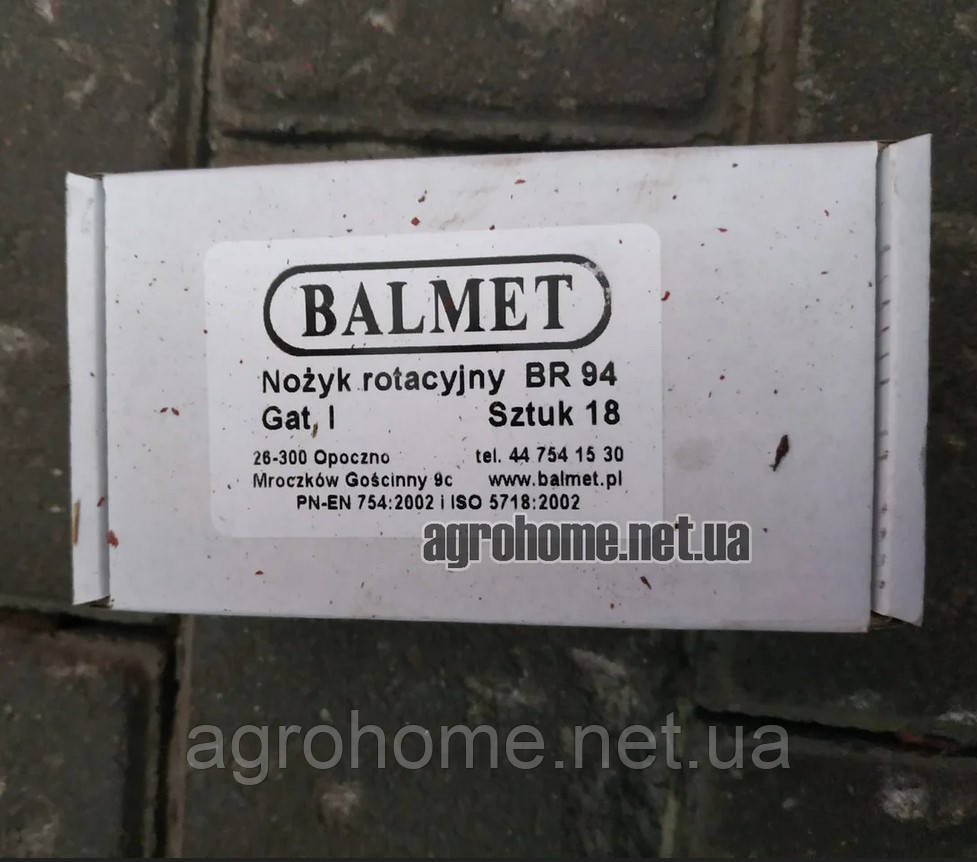 BALMET
Nożyk rotacyjny BR 94
Gat. I Sztuk 18
26-300 Opoczno tel. 44 754 15 30
Mroczków Gościnny 9c www.balmet.pl
PN-EN 754:2002 i ISO 5718:2002
agrohome.net.ua
agrohome.net.ua